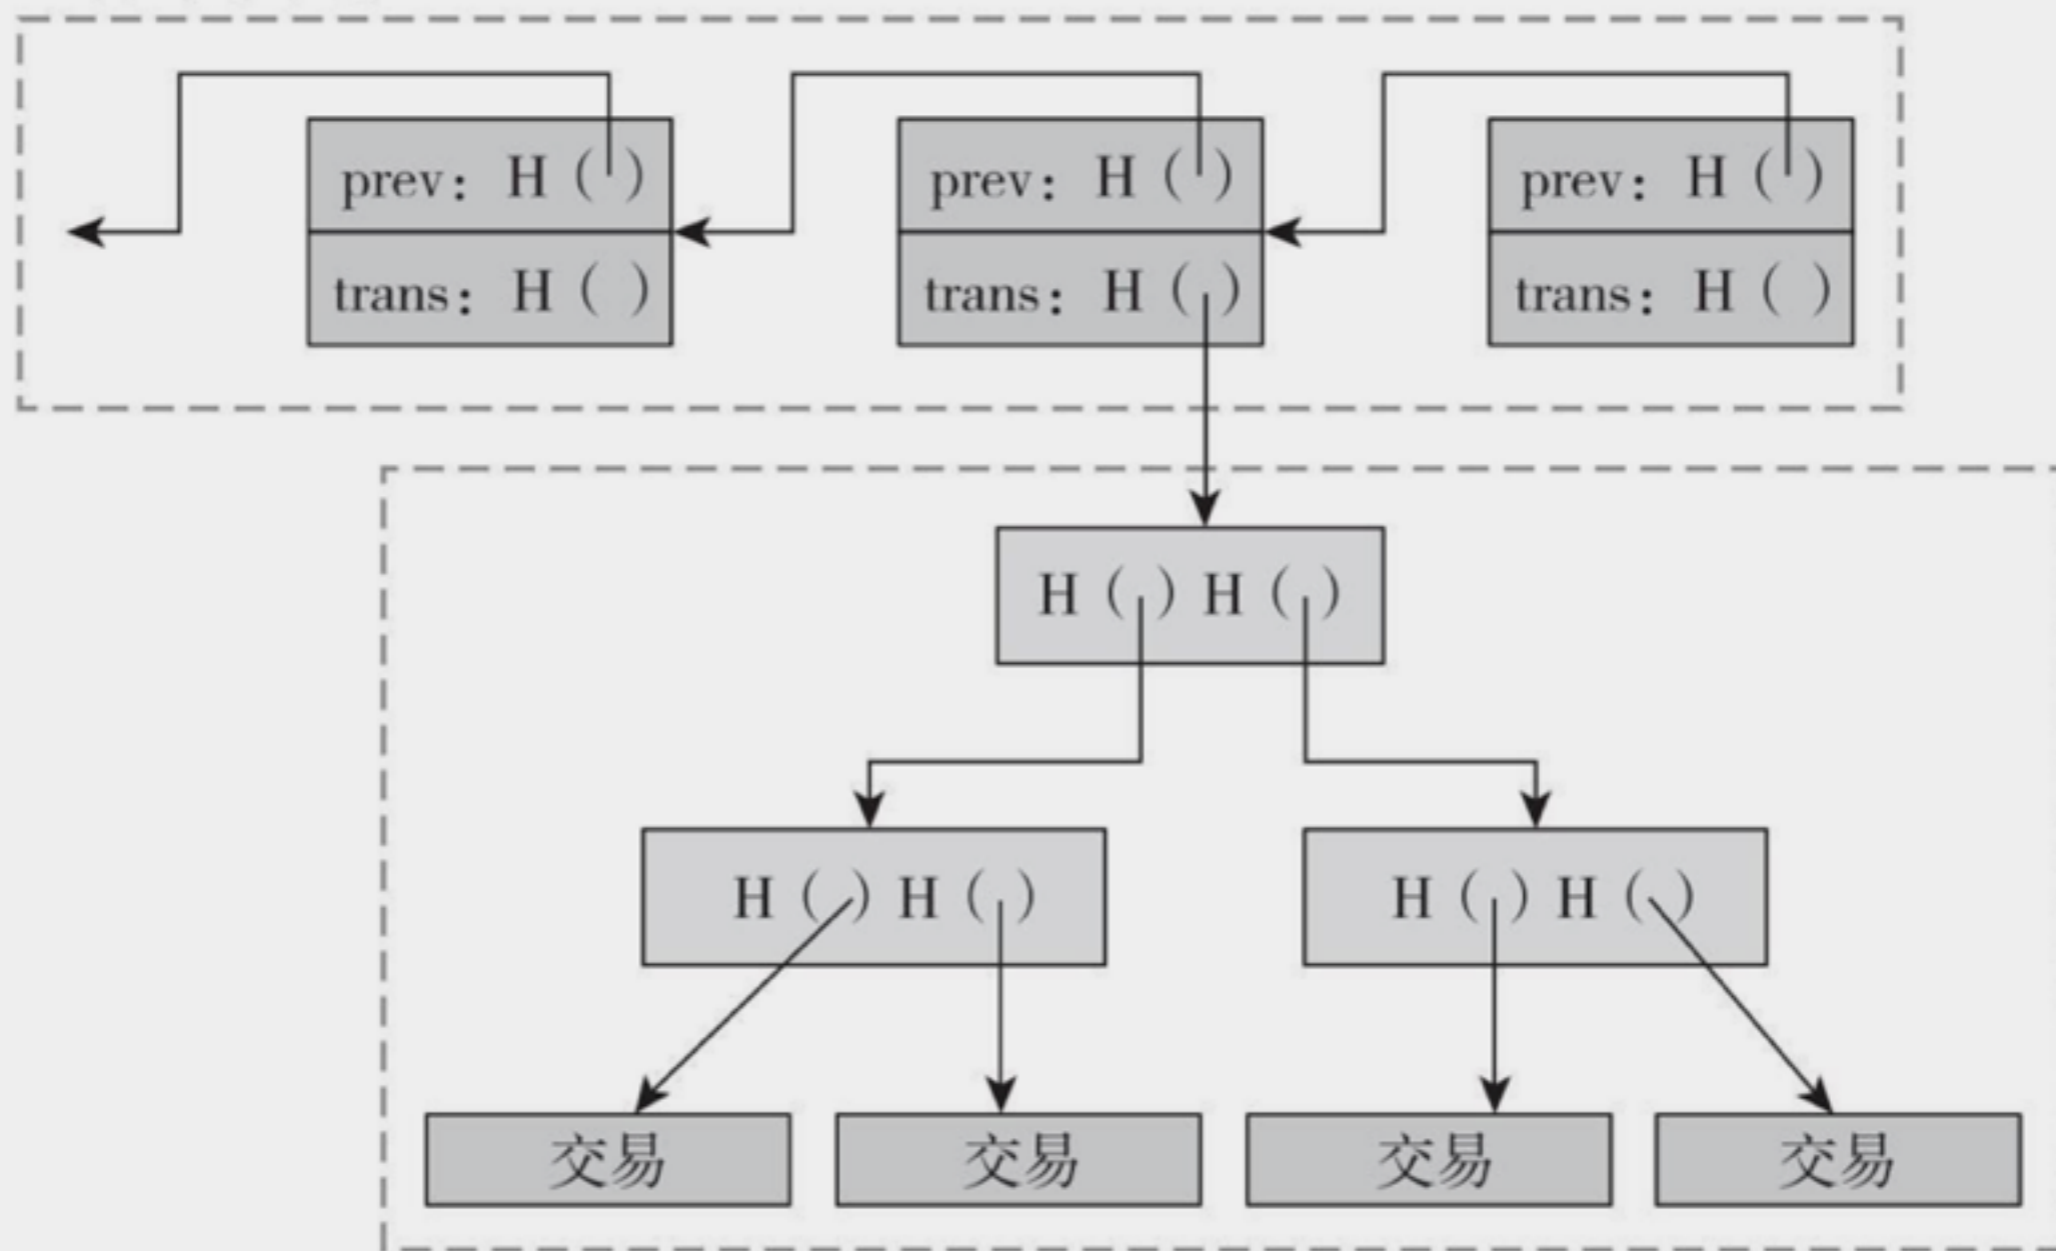 prev：H（ ） prev：H（ ） prev：H（ ）
trans：H（ ） trans：H（ ） trans：H（ ）
H（ ）H（ ）
H（ ）H（ ） H（ ）H（ ）
交易 交易 交易 交易